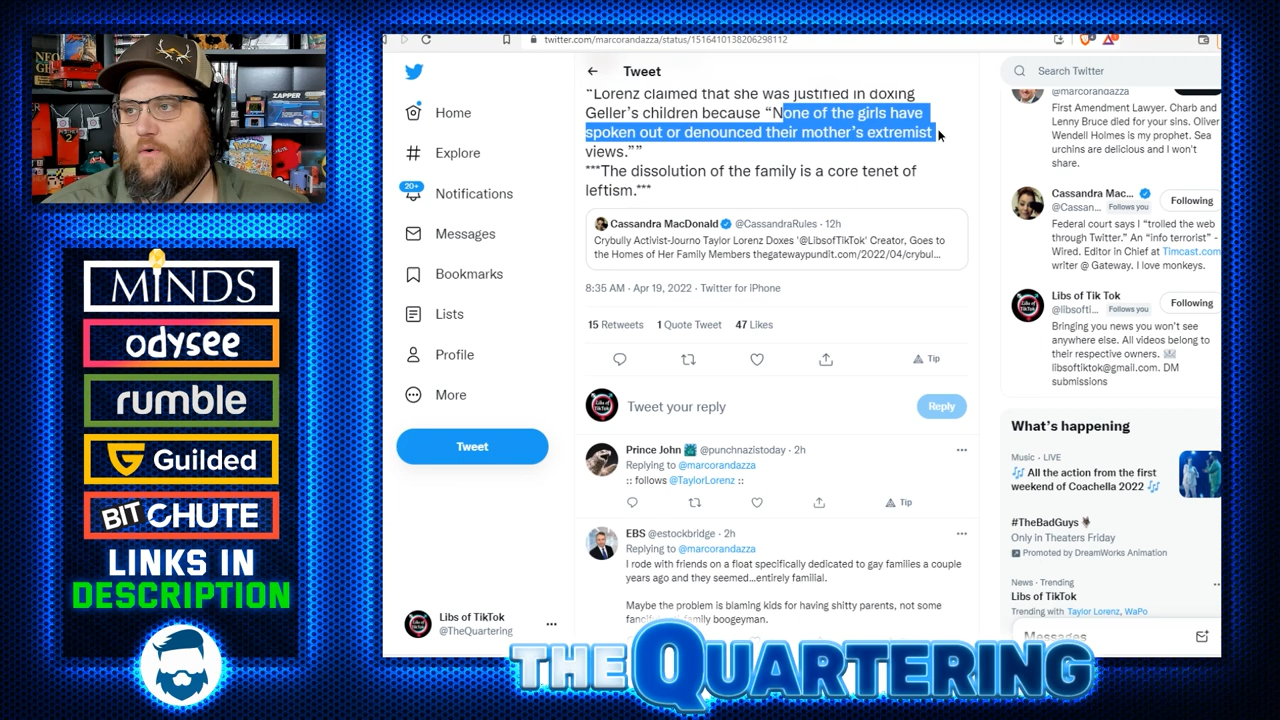 twitter.com/marcorandazza/status/1516410138206298112
MINDS
odysee
rumble
Guilded
BITCHUTE
LINKS IN
DESCRIPTION
Home
Explore
20+
Notifications
Messages
Bookmarks
Lists
Profile
More
Tweet
Libs of TikTok
@TheQuartering
Tweet
"Lorenz claimed that she was justified in doxing
Geller's children because "None of the girls have
spoken out or denounced their mother's extremist
views.""
***The dissolution of the family is a core tenet of
leftism.***
Cassandra MacDonald @CassandraRules · 12h
Crybully Activist-Journo Taylor Lorenz Doxes '@LibsofTikTok' Creator, Goes to
the Homes of Her Family Members thegatewaypundit.com/2022/04/crybul...
8:35 AM · Apr 19, 2022 · Twitter for iPhone
15 Retweets 1 Quote Tweet 47 Likes
Tip
Tweet your reply
Reply
Prince John @punchnazistoday · 2h
Replying to @marcorandazza
:: follows @TaylorLorenz ::
Tip
EBS @estockbridge · 2h
Replying to @marcorandazza
I rode with friends on a float specifically dedicated to gay families a couple
years ago and they seemed...entirely familial.
Maybe the problem is blaming kids for having shitty parents, not some
family boogeyman.
Search Twitter
@marcorandazza
First Amendment Lawyer. Charb and
Lenny Bruce died for your sins. Oliver
Wendell Holmes is my prophet. Sea
urchins are delicious and I won't
share.
Cassandra Mac...
@Cassan... Follows you
Following
Federal court says I "trolled the web
through Twitter." An "info terrorist" -
Wired. Editor in Chief at Timcast.com
writer @ Gateway. I love monkeys.
Libs of Tik Tok
@libsoftl... Follows you
Following
Bringing you news you won't see
anywhere else. All videos belong to
their respective owners.
libsoftiktok@gmail.com. DM
submissions
What's happening
Music · LIVE
All the action from the first
weekend of Coachella 2022
#TheBadGuys
Only in Theaters Friday
Promoted by DreamWorks Animation
News · Trending
Libs of TikTok
Trending with Taylor Lorenz, WaPo
Messages
THE QUARTERING